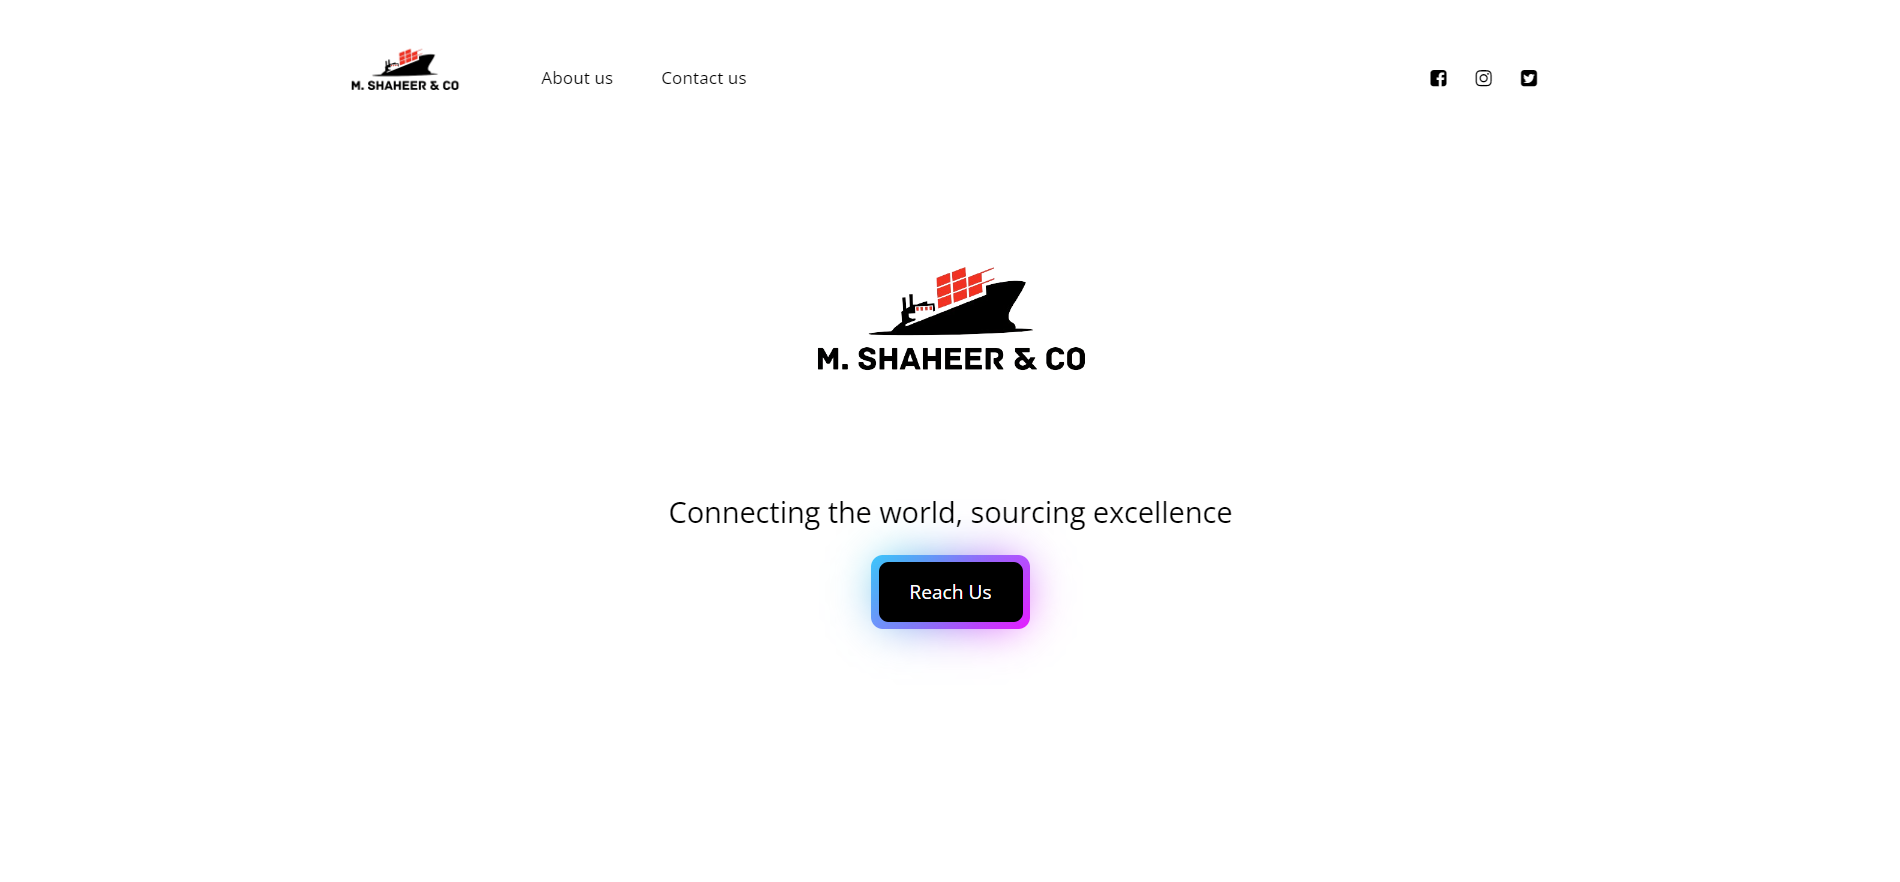 M. SHAHEER & CO
About us
Contact us
M. SHAHEER & CO
Connecting the world, sourcing excellence
Reach Us